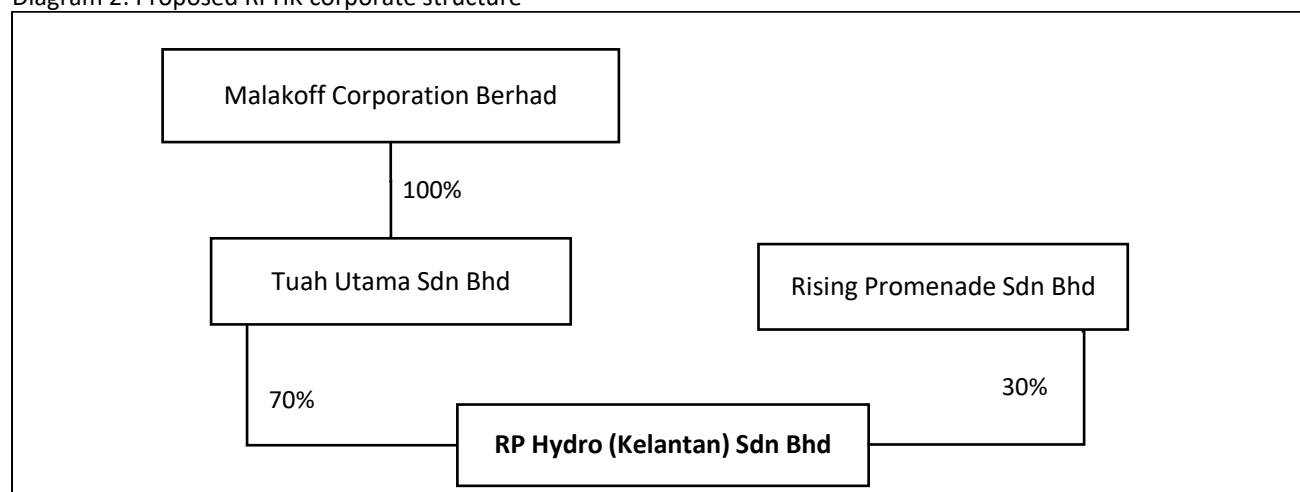 Diagram 2: Proposed RPHK corporate structure
Malakoff Corporation Berhad
100%
Tuah Utama Sdn Bhd
Rising Promenade Sdn Bhd
70%
30%
RP Hydro (Kelantan) Sdn Bhd